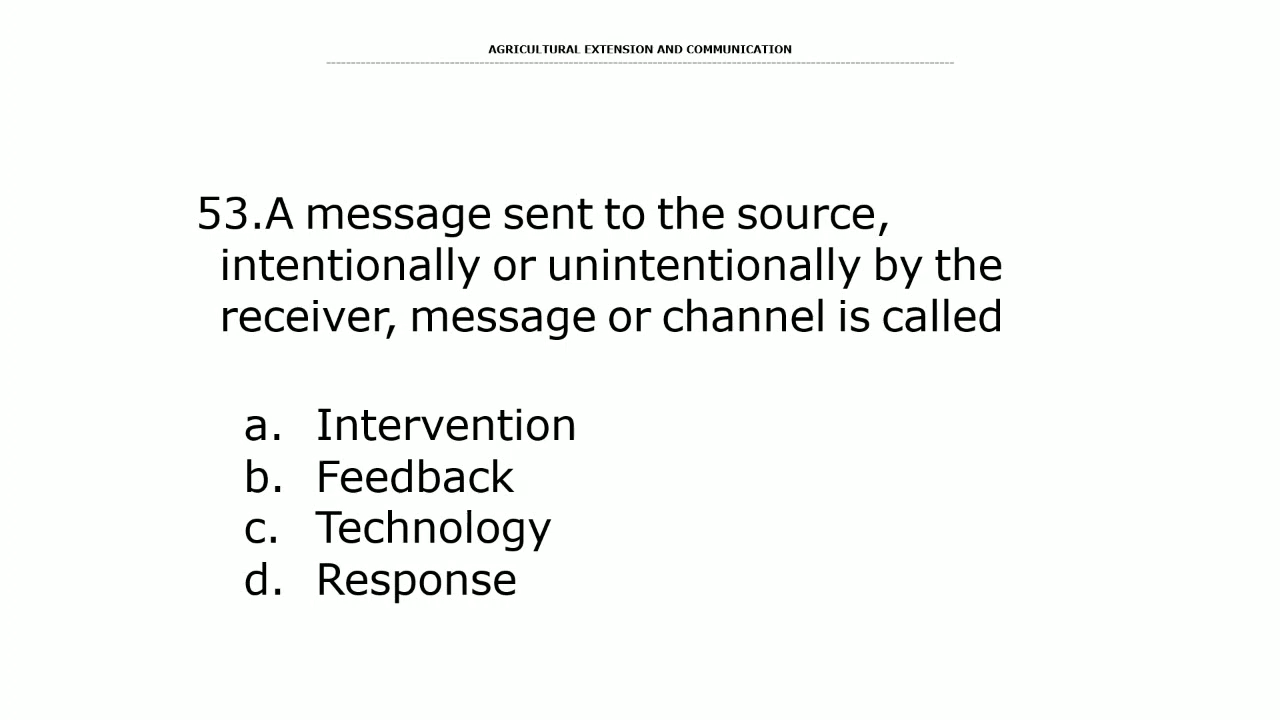 AGRICULTURAL EXTENSION AND COMMUNICATION
53.A message sent to the source,
intentionally or unintentionally by the
receiver, message or channel is called
a. Intervention
b. Feedback
c. Technology
d. Response